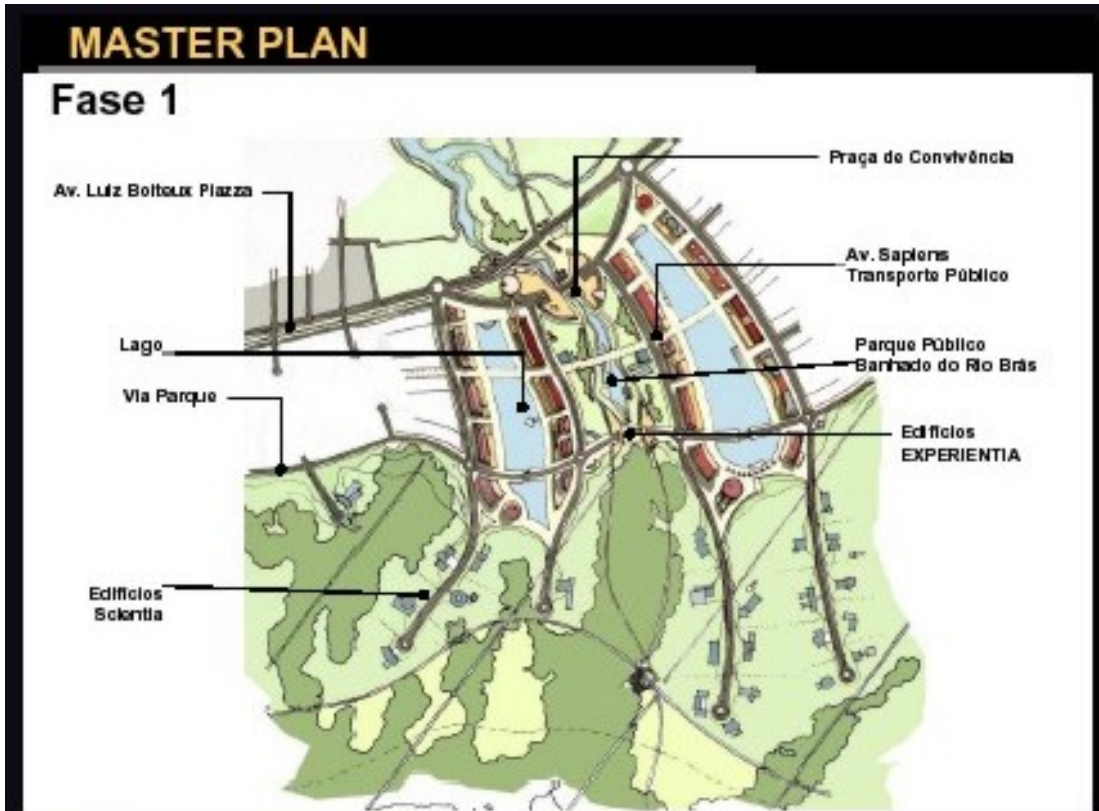 MASTER PLAN
Fase 1
Praça de Convivência
Av. Luiz Boiteux Piazza
Av. Sapiens
Transporte Público
Lago
Parque Público
Banhado do Rio Brás
Via Parque
Edifícios
EXPERIENTIA
Edifícios
Scientia